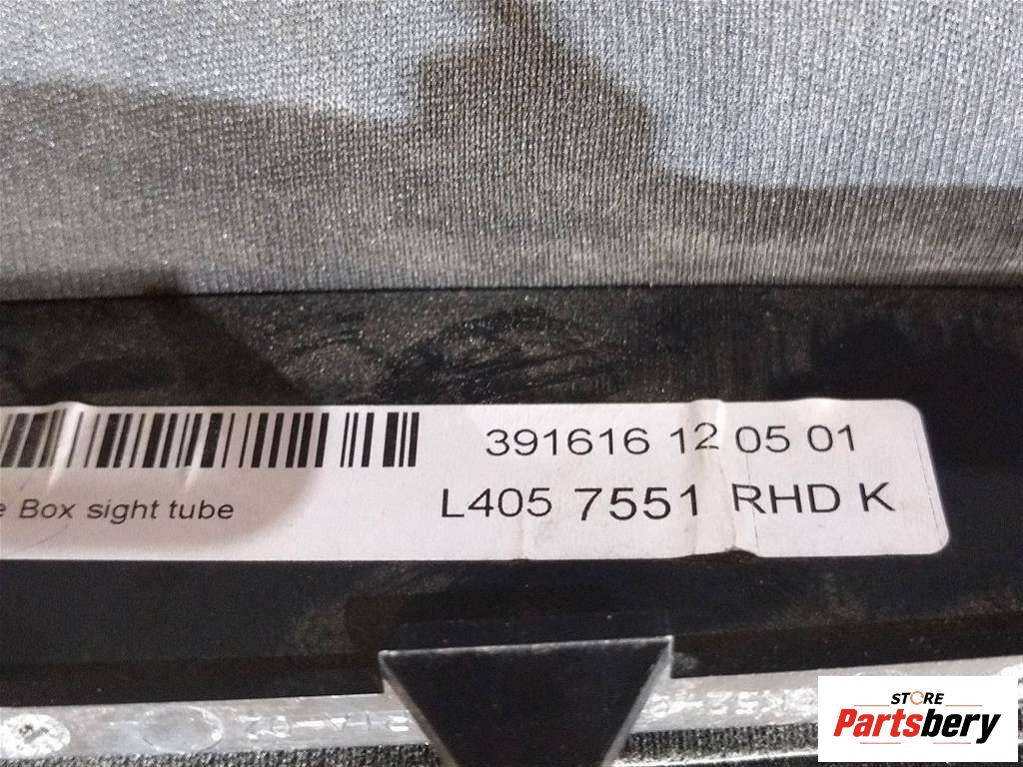 391616 12 05 01
e Box sight tube
L405 7551 RHD K
STORE
Partsbery